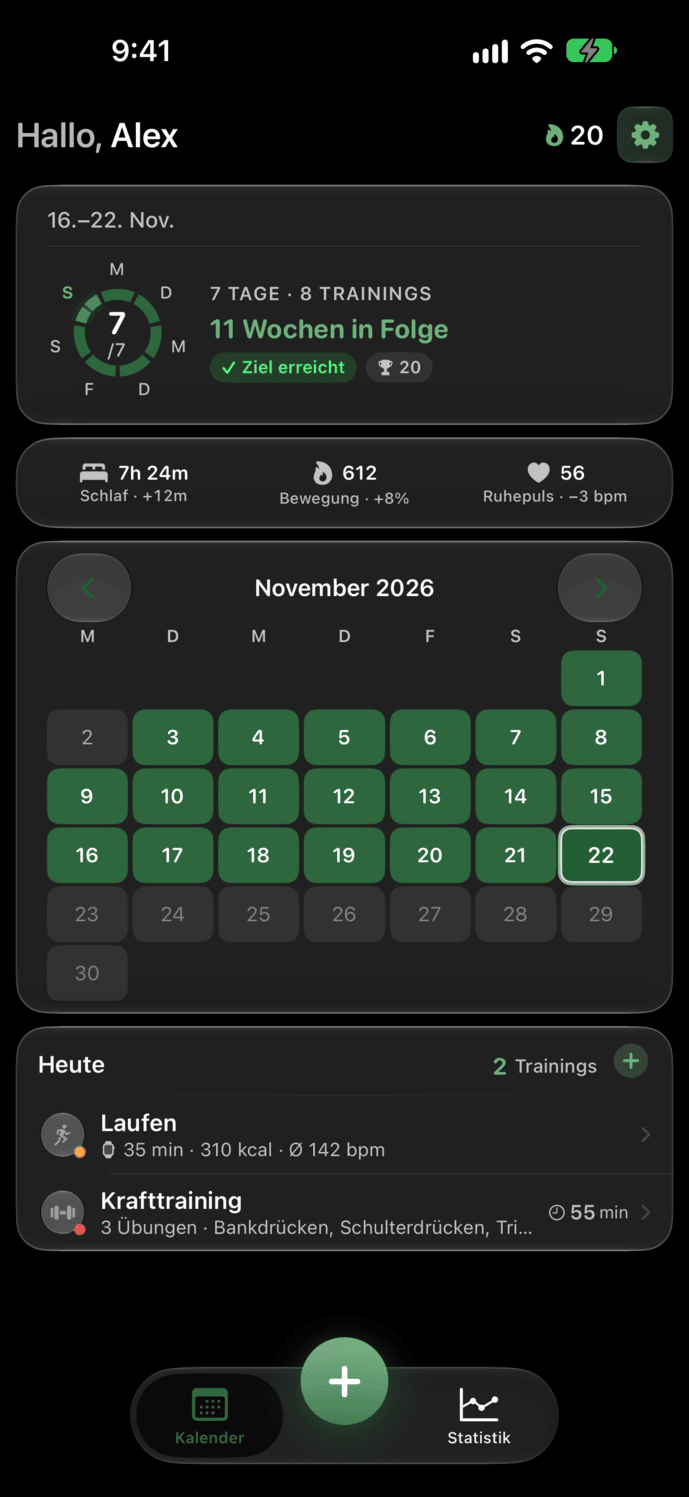 9:41
Hallo, Alex
20
16.–22. Nov.
M
D
M
D
F
S
S
7
/7
7 TAGE · 8 TRAININGS
11 Wochen in Folge
Ziel erreicht
20
7h 24m
Schlaf · +12m
612
Bewegung · +8%
56
Ruhepuls · −3 bpm
November 2026
M D M D F S S
1
2 3 4 5 6 7 8
9 10 11 12 13 14 15
16 17 18 19 20 21 22
23 24 25 26 27 28 29
30
Heute
2 Trainings
Laufen
35 min · 310 kcal · Ø 142 bpm
Krafttraining
3 Übungen · Bankdrücken, Schulterdrücken, Tri...
55 min
Kalender
Statistik